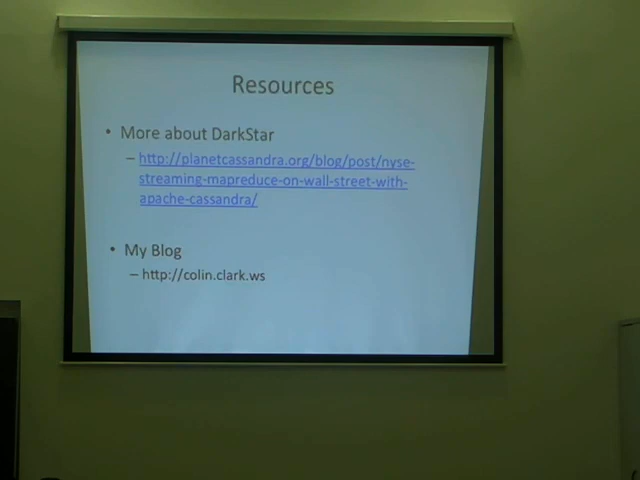 Resources
• More about DarkStar
– http://planetcassandra.org/blog/post/nyse-
streaming-mapreduce-on-wall-street-with-
apache-cassandra/
• My Blog
– http://colin.clark.ws